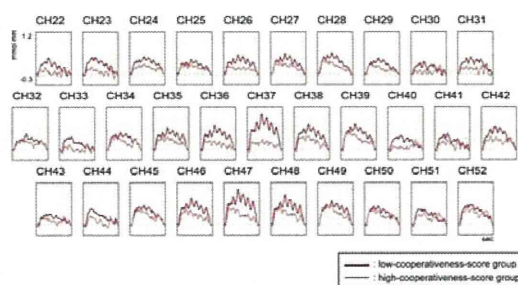 CH22 CH23 CH24 CH25 CH26 CH27 CH28 CH29 CH30 CH31
1.2
mmol·mm
-0.3
CH32 CH33 CH34 CH35 CH36 CH37 CH38 CH39 CH40 CH41 CH42
CH43 CH44 CH45 CH46 CH47 CH48 CH49 CH50 CH51 CH52
sec
: low-cooperativeness-score group
: high-cooperativeness-score group